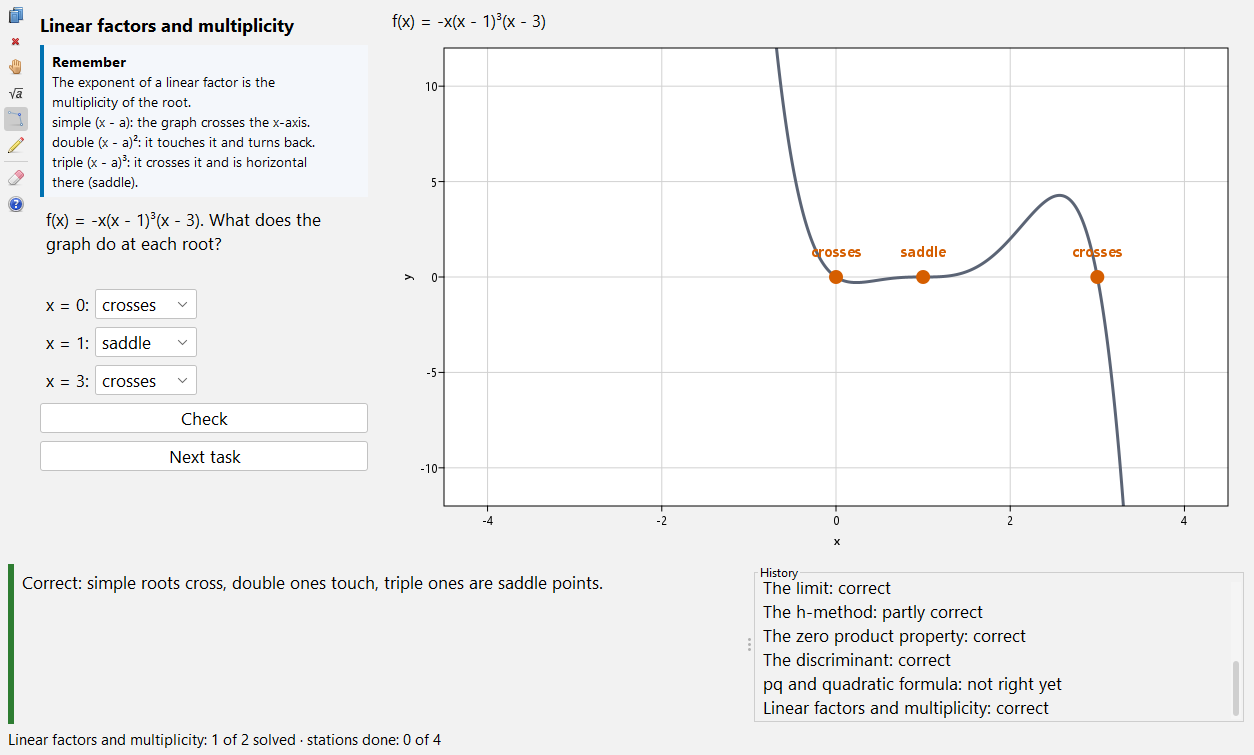 Linear factors and multiplicity
Remember
The exponent of a linear factor is the
multiplicity of the root.
simple (x - a): the graph crosses the x-axis.
double (x - a)²: it touches it and turns back.
triple (x - a)³: it crosses it and is horizontal
there (saddle).
f(x) = -x(x - 1)³(x - 3). What does the
graph do at each root?
x = 0: crosses
x = 1: saddle
x = 3: crosses
Check
Next task
f(x) = -x(x - 1)³(x - 3)
10
5
0
-5
-10
y
crosses
saddle
crosses
-4
-2
0
2
4
x
√a
?
Correct: simple roots cross, double ones touch, triple ones are saddle points.
History
The limit: correct
The h-method: partly correct
The zero product property: correct
The discriminant: correct
pq and quadratic formula: not right yet
Linear factors and multiplicity: correct
Linear factors and multiplicity: 1 of 2 solved · stations done: 0 of 4